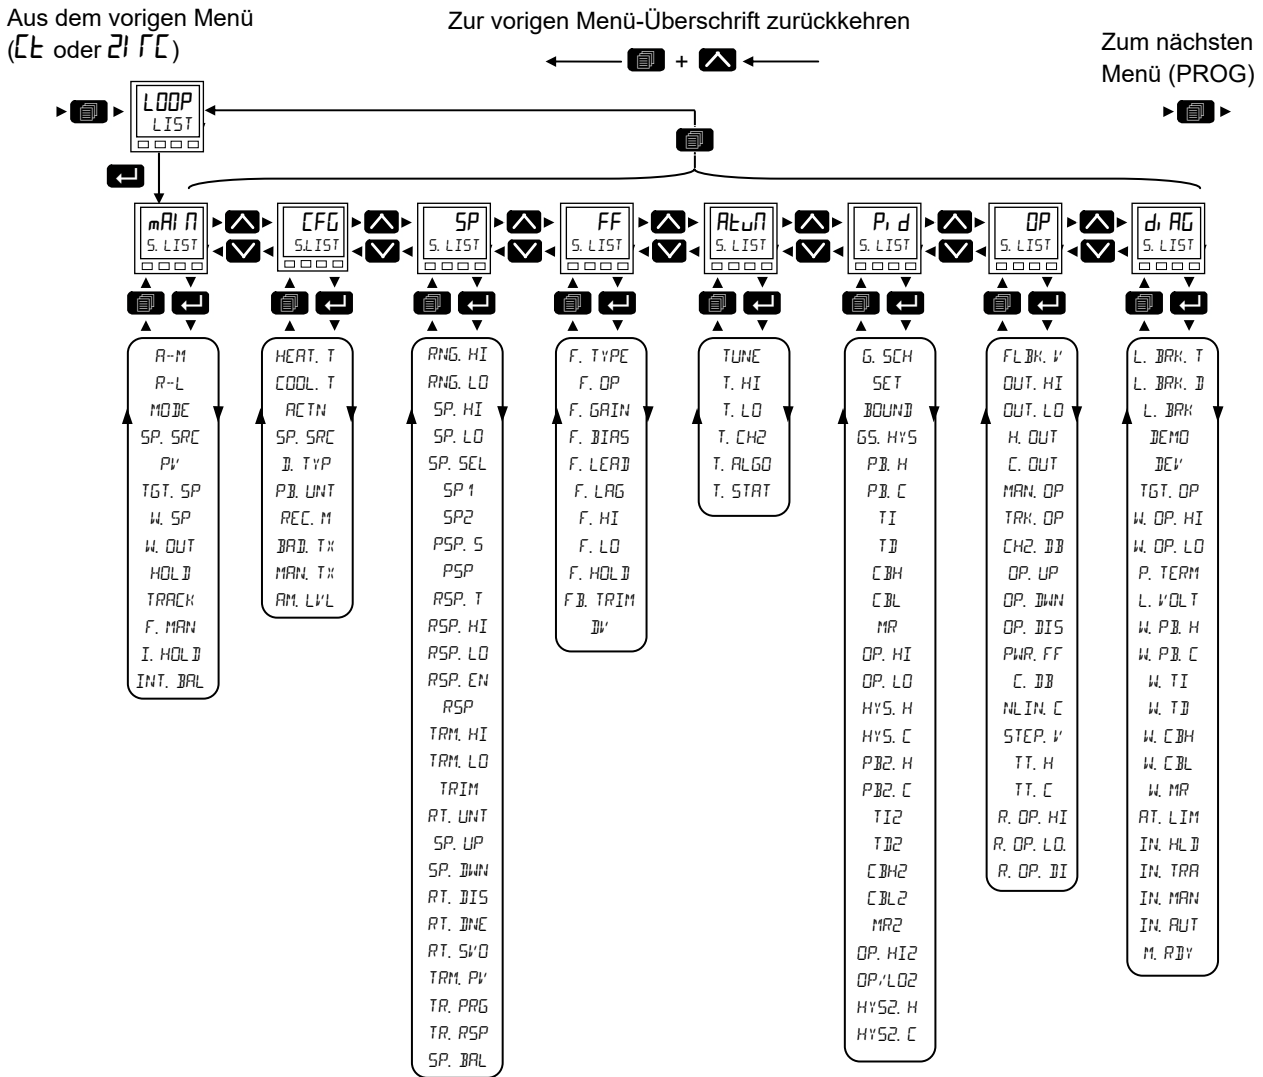 Aus dem vorigen Menü
(Ct oder 21TC)
Zur vorigen Menü-Überschrift zurückkehren
+
Zum nächsten
Menü (PROG)
LOOP
LIST
mAIN
S. LIST
CFG
S.LIST
SP
S. LIST
FF
S. LIST
AtuN
S. LIST
Pid
S. LIST
OP
S. LIST
diAG
S. LIST
A-M
R-L
MODE
SP. SRC
PV
TGT. SP
W. SP
W. OUT
HOLD
TRACK
F. MAN
I. HOLD
INT. BAL
HEAT. T
COOL. T
ACTN
SP. SRC
D. TYP
PB. UNT
REC. M
BAD. TX
MAN. TX
AM. LVL
RNG. HI
RNG. LO
SP. HI
SP. LO
SP. SEL
SP1
SP2
PSP. S
PSP
RSP. T
RSP. HI
RSP. LO
RSP. EN
RSP
TRM. HI
TRM. LO
TRIM
RT. UNT
SP. UP
SP. DWN
RT. DIS
RT. DNE
RT. SVO
TRM. PV
TR. PRG
TR. RSP
SP. BAL
F. TYPE
F. OP
F. GAIN
F. BIAS
F. LEAD
F. LAG
F. HI
F. LO
F. HOLD
FB. TRIM
DV
TUNE
T. HI
T. LO
T. CH2
T. ALGO
T. STAT
G. SCH
SET
BOUND
GS. HYS
PB. H
PB. C
TI
TD
CBH
CBL
MR
OP. HI
OP. LO
HYS. H
HYS. C
PB2. H
PB2. C
TI2
TD2
CBH2
CBL2
MR2
OP. HI2
OP/LO2
HYS2. H
HYS2. C
FLBK. V
OUT. HI
OUT. LO
H. OUT
C. OUT
MAN. OP
TRK. OP
CH2. DB
OP. UP
OP. DWN
OP. DIS
PWR. FF
C. DB
NLIN. C
STEP. V
TT. H
TT. C
R. OP. HI
R. OP. LO.
R. OP. DI
L. BRK. T
L. BRK. D
L. BRK
DEMO
DEV
TGT. OP
W. OP. HI
W. OP. LO
P. TERM
L. VOLT
W. PB. H
W. PB. C
W. TI
W. TD
W. CBH
W. CBL
W. MR
AT. LIM
IN. HLD
IN. TRA
IN. MAN
IN. AUT
M. RDY